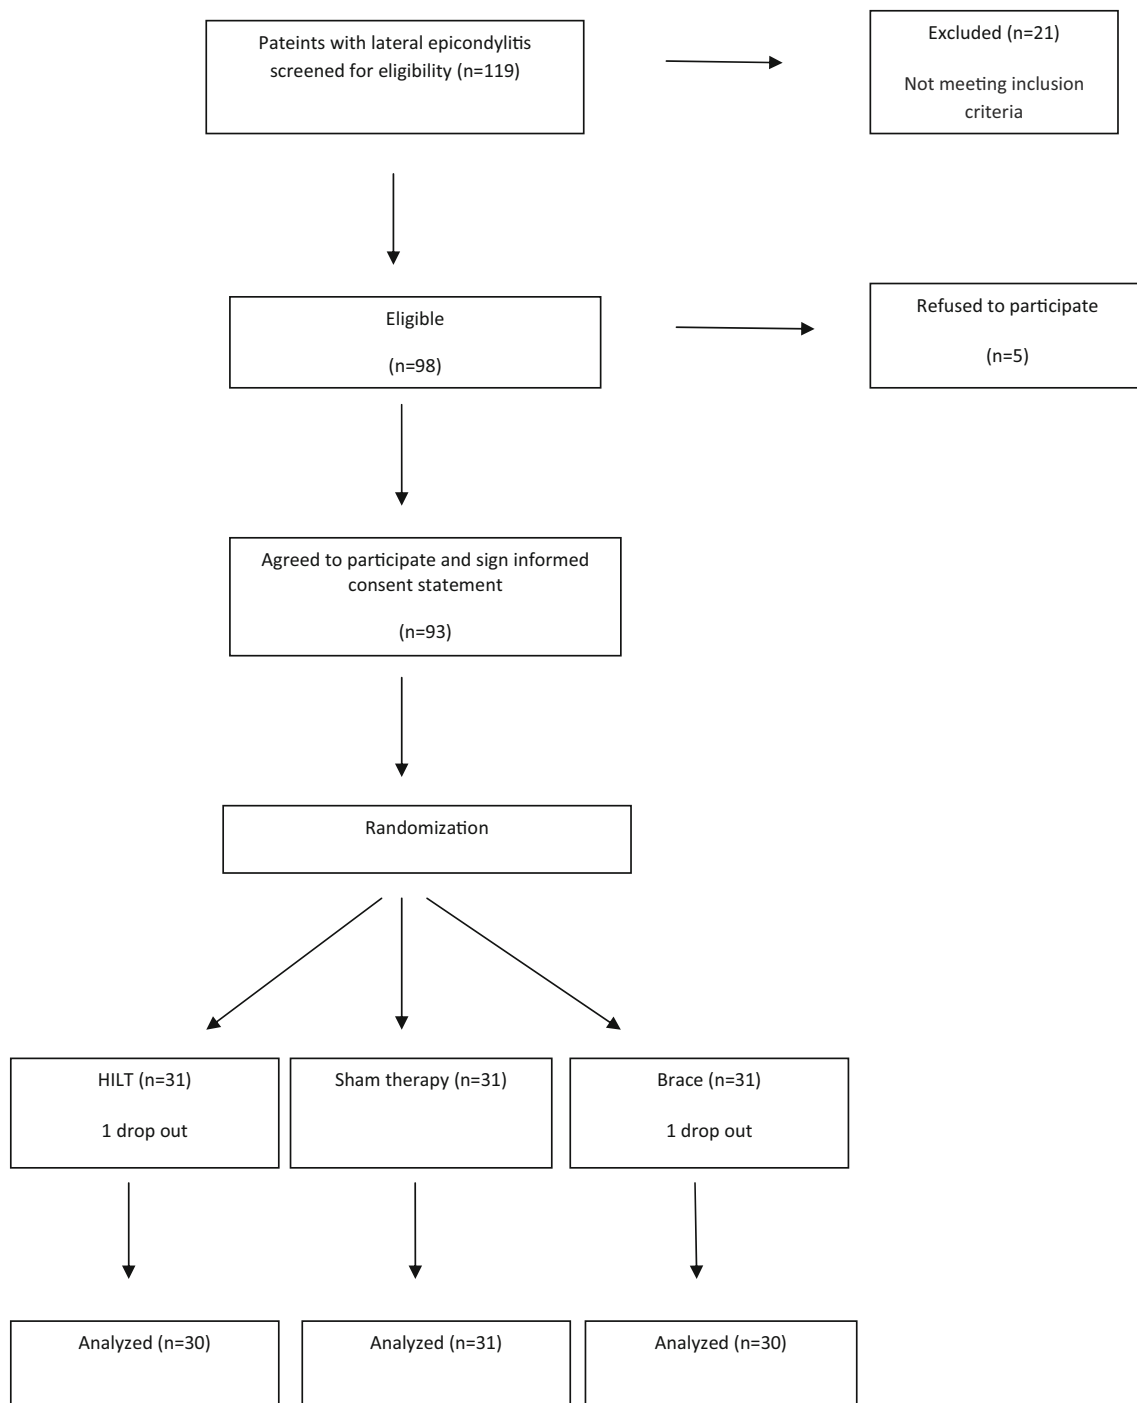 Pateints with lateral epicondylitis
screened for eligibility (n=119)
Excluded (n=21)
Not meeting inclusion
criteria
Eligible
(n=98)
Refused to participate
(n=5)
Agreed to participate and sign informed
consent statement
(n=93)
Randomization
HILT (n=31)
1 drop out
Sham therapy (n=31)
Brace (n=31)
1 drop out
Analyzed (n=30)
Analyzed (n=31)
Analyzed (n=30)